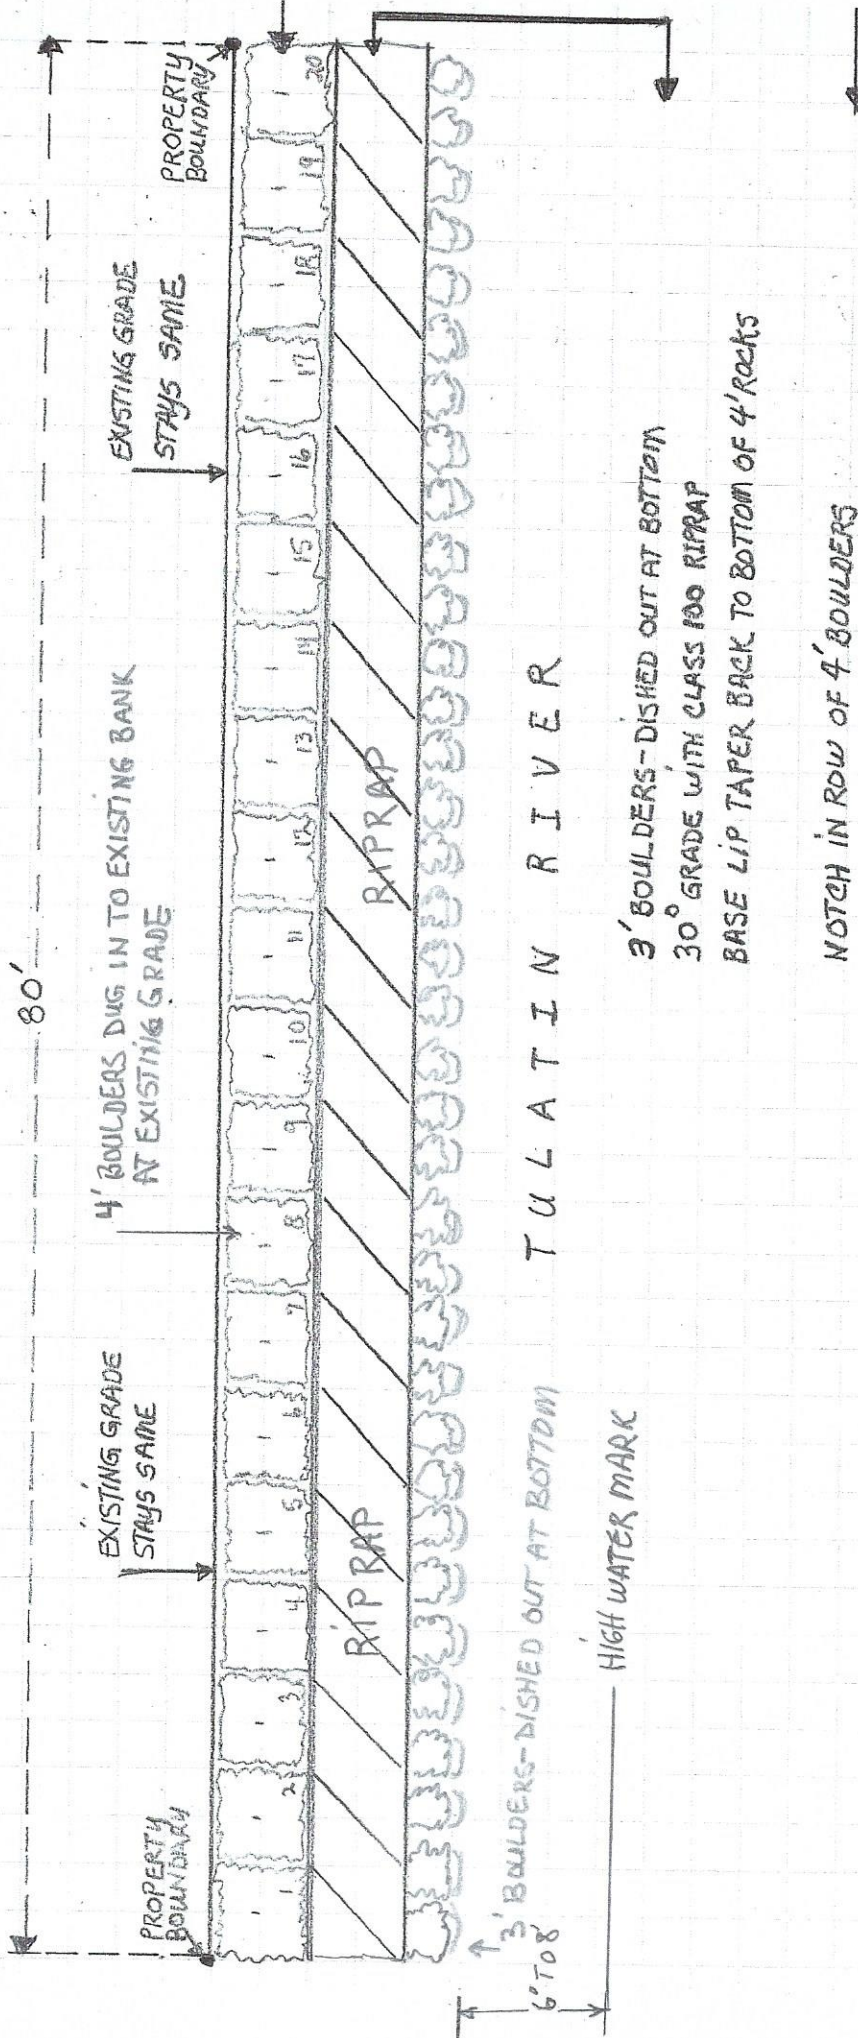 80'
PROPERTY
BOUNDARY
EXISTING GRADE
STAYS SAME
4' BOULDERS DUG IN TO EXISTING BANK
AT EXISTING GRADE
EXISTING GRADE
STAYS SAME
PROPERTY
BOUNDARY
1 2 3 4 5 6 7 8 9 10 11 12 13 14 15 16 17 18 19 20
RIPRAP
RIPRAP
3' BOULDERS-DISHED OUT AT BOTTOM
6' TO 8'
HIGH WATER MARK
TULATIN RIVER
3' BOULDERS-DISHED OUT AT BOTTOM
30° GRADE WITH CLASS 100 RIPRAP
BASE LIP TAPER BACK TO BOTTOM OF 4' ROCKS
NOTCH IN ROW OF 4' BOULDERS